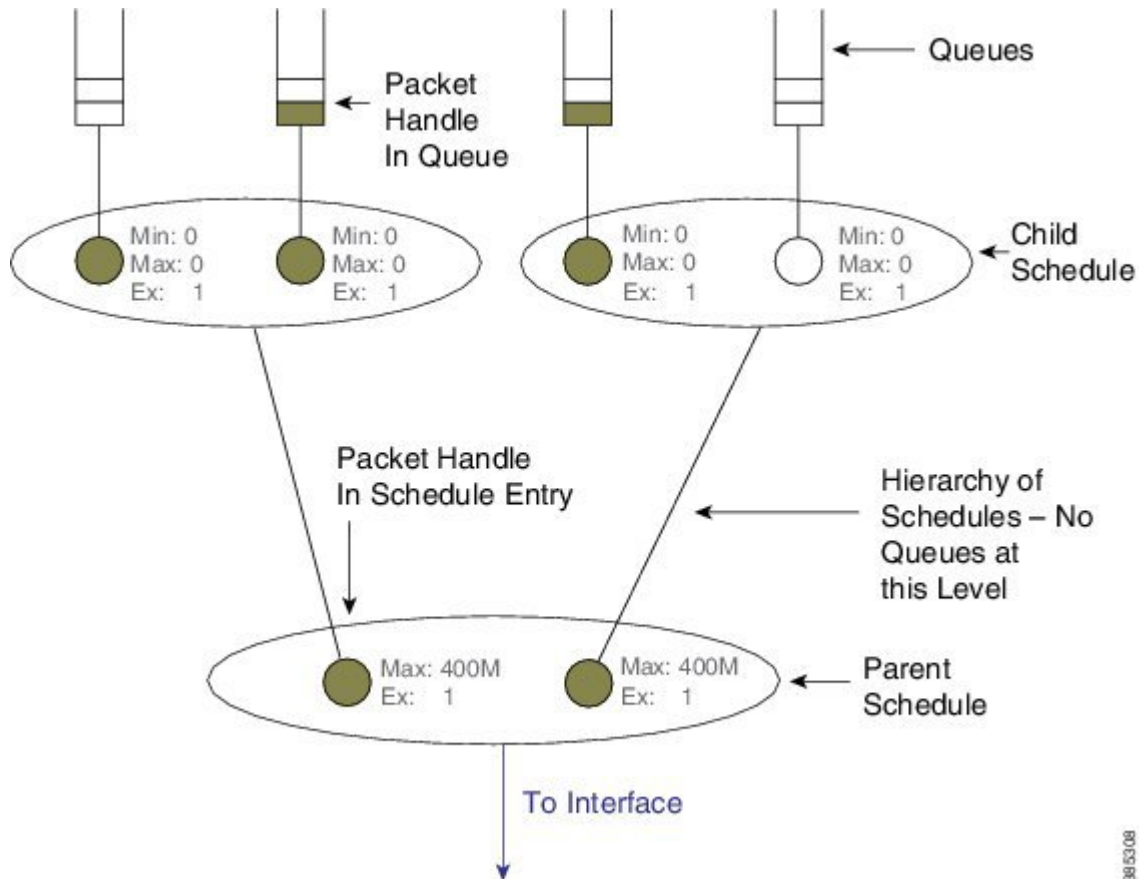 Queues
Packet
Handle
In Queue
Min: 0
Max: 0
Ex: 1
Min: 0
Max: 0
Ex: 1
Min: 0
Max: 0
Ex: 1
Min: 0
Max: 0
Ex: 1
Child
Schedule
Packet Handle
In Schedule Entry
Hierarchy of
Schedules – No
Queues at
this Level
Max: 400M
Ex: 1
Max: 400M
Ex: 1
Parent
Schedule
To Interface
385308